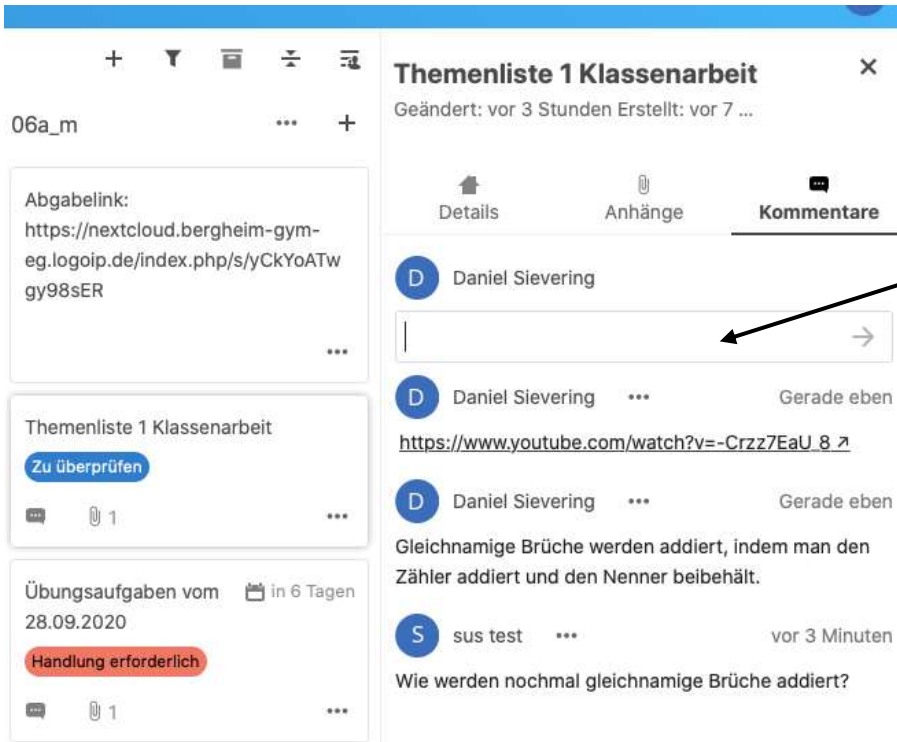 06a_m
Abgabelink:
https://nextcloud.bergheim-gym-
eg.logoip.de/index.php/s/yCkYoATw
gy98sER
Themenliste 1 Klassenarbeit
Zu überprüfen
1
Übungsaufgaben vom in 6 Tagen
28.09.2020
Handlung erforderlich
1
Themenliste 1 Klassenarbeit
Geändert: vor 3 Stunden Erstellt: vor 7 ...
Details Anhänge Kommentare
D Daniel Sievering
D Daniel Sievering Gerade eben
https://www.youtube.com/watch?v=-Crzz7EaU_8 ↗
D Daniel Sievering Gerade eben
Gleichnamige Brüche werden addiert, indem man den
Zähler addiert und den Nenner beibehält.
S sus test vor 3 Minuten
Wie werden nochmal gleichnamige Brüche addiert?